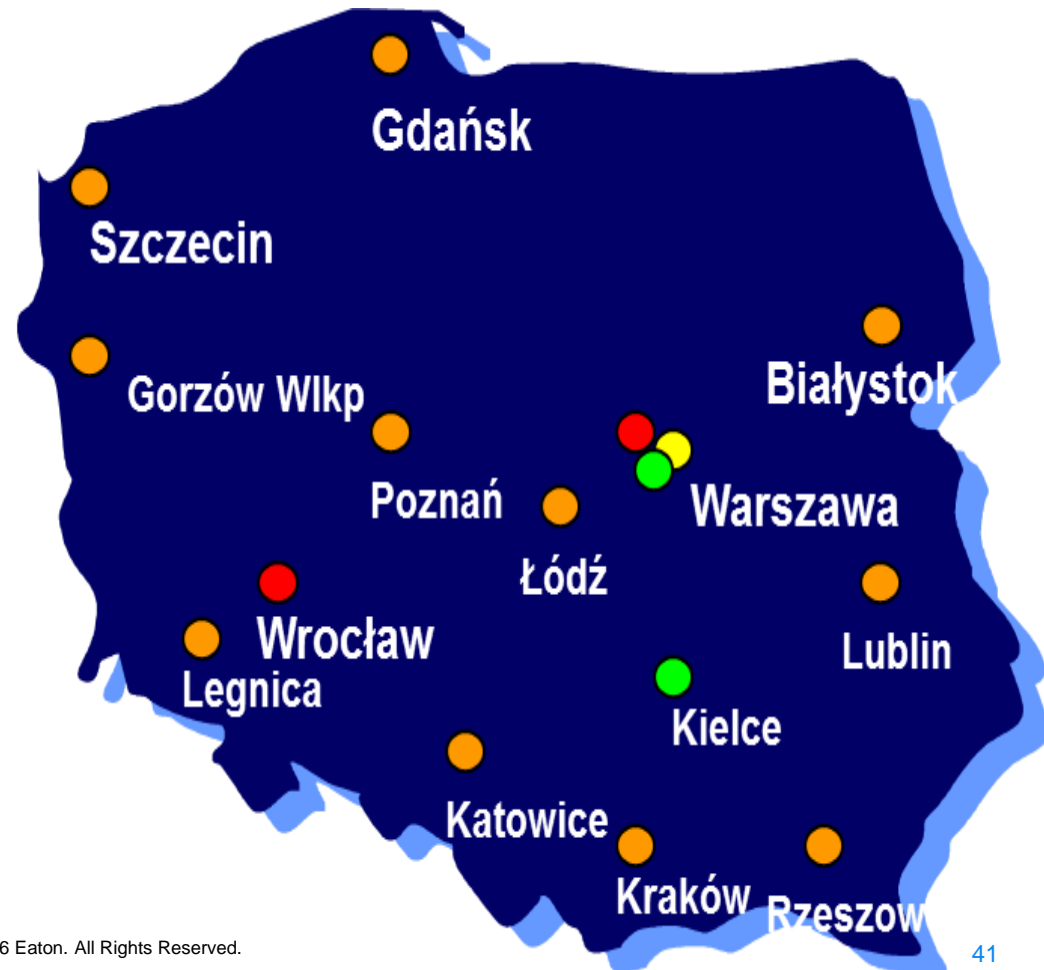 Gdańsk
Szczecin
Białystok
Gorzów Wlkp
Poznań
Warszawa
Łódź
Wrocław
Lublin
Legnica
Kielce
Katowice
Kraków
Rzeszow
6 Eaton. All Rights Reserved.
41